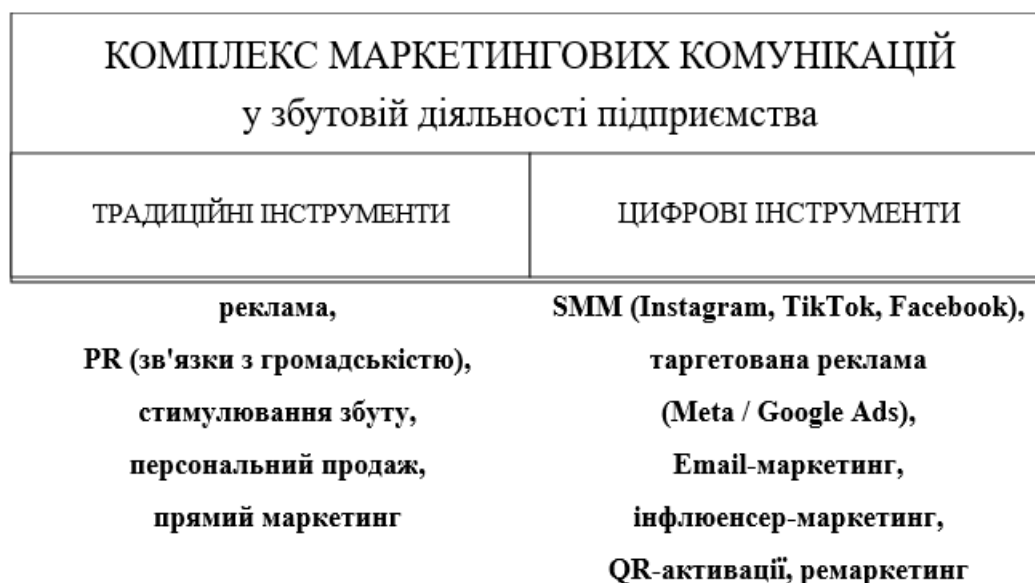 КОМПЛЕКС МАРКЕТИНГОВИХ КОМУНІКАЦІЙ
у збутовій діяльності підприємства
ТРАДИЦІЙНІ ІНСТРУМЕНТИ
ЦИФРОВІ ІНСТРУМЕНТИ
реклама,
PR (зв'язки з громадськістю),
стимулювання збуту,
персональний продаж,
прямий маркетинг
SMM (Instagram, TikTok, Facebook),
таргетована реклама
(Meta / Google Ads),
Email-маркетинг,
інфлюенсер-маркетинг,
QR-активації, ремаркетинг